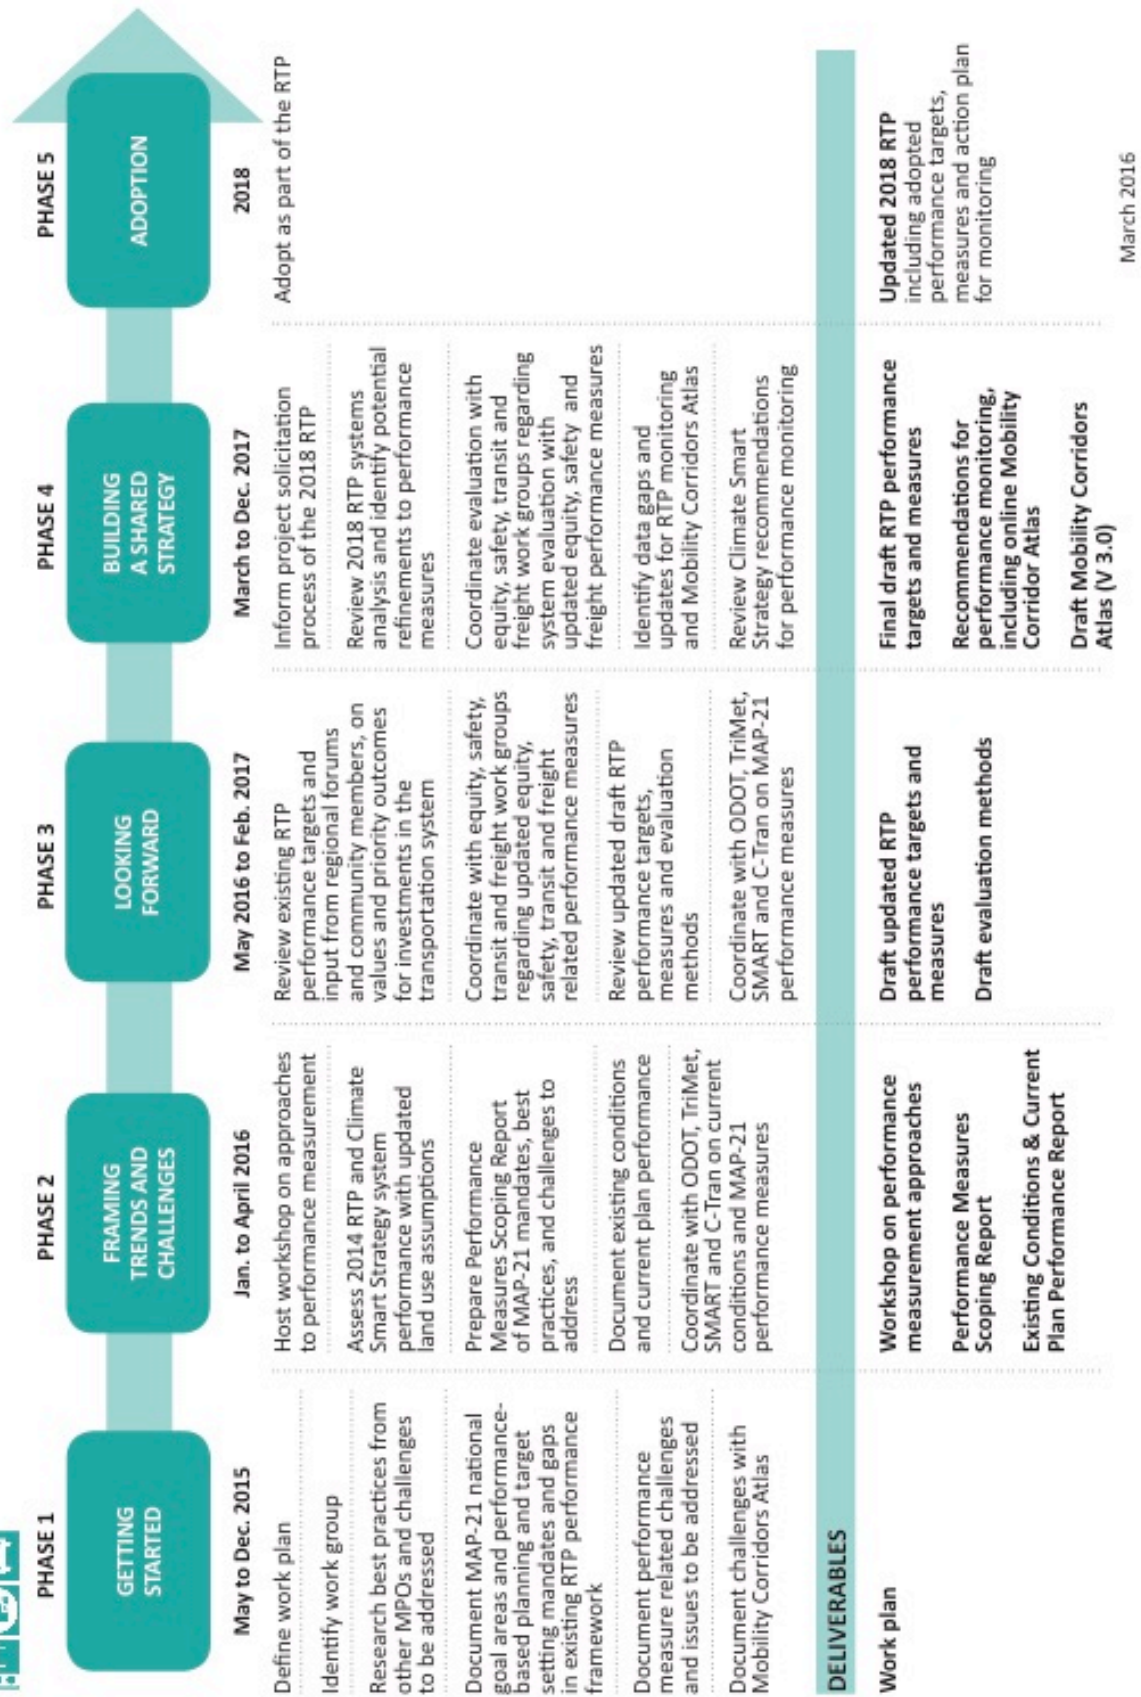 PHASE 1
GETTING
STARTED
May to Dec. 2015
Define work plan
Identify work group
Research best practices from
other MPOs and challenges
to be addressed
Document MAP-21 national
goal areas and performance-
based planning and target
setting mandates and gaps
in existing RTP performance
framework
Document performance
measure related challenges
and issues to be addressed
Document challenges with
Mobility Corridors Atlas
PHASE 2
FRAMING
TRENDS AND
CHALLENGES
Jan. to April 2016
Host workshop on approaches
to performance measurement
Assess 2014 RTP and Climate
Smart Strategy system
performance with updated
land use assumptions
Prepare Performance
Measures Scoping Report
of MAP-21 mandates, best
practices, and challenges to
address
Document existing conditions
and current plan performance
Coordinate with ODOT, TriMet,
SMART and C-Tran on current
conditions and MAP-21
performance measures
PHASE 3
LOOKING
FORWARD
May 2016 to Feb. 2017
Review existing RTP
performance targets and
input from regional forums
and community members, on
values and priority outcomes
for investments in the
transportation system
Coordinate with equity, safety,
transit and freight work groups
regarding updated equity,
safety, transit and freight
related performance measures
Review updated draft RTP
performance targets,
measures and evaluation
methods
Coordinate with ODOT, TriMet,
SMART and C-Tran on MAP-21
performance measures
PHASE 4
BUILDING
A SHARED
STRATEGY
March to Dec. 2017
Inform project solicitation
process of the 2018 RTP
Review 2018 RTP systems
analysis and identify potential
refinements to performance
measures
Coordinate evaluation with
equity, safety, transit and
freight work groups regarding
system evaluation with
updated equity, safety and
freight performance measures
Identify data gaps and
updates for RTP monitoring
and Mobility Corridors Atlas
Review Climate Smart
Strategy recommendations
for performance monitoring
PHASE 5
ADOPTION
2018
Adopt as part of the RTP
DELIVERABLES
Work plan
Workshop on performance
measurement approaches
Performance Measures
Scoping Report
Existing Conditions & Current
Plan Performance Report
Draft updated RTP
performance targets and
measures
Draft evaluation methods
Final draft RTP performance
targets and measures
Recommendations for
performance monitoring,
including online Mobility
Corridor Atlas
Draft Mobility Corridors
Atlas (V 3.0)
Updated 2018 RTP
including adopted
performance targets,
measures and action plan
for monitoring
March 2016